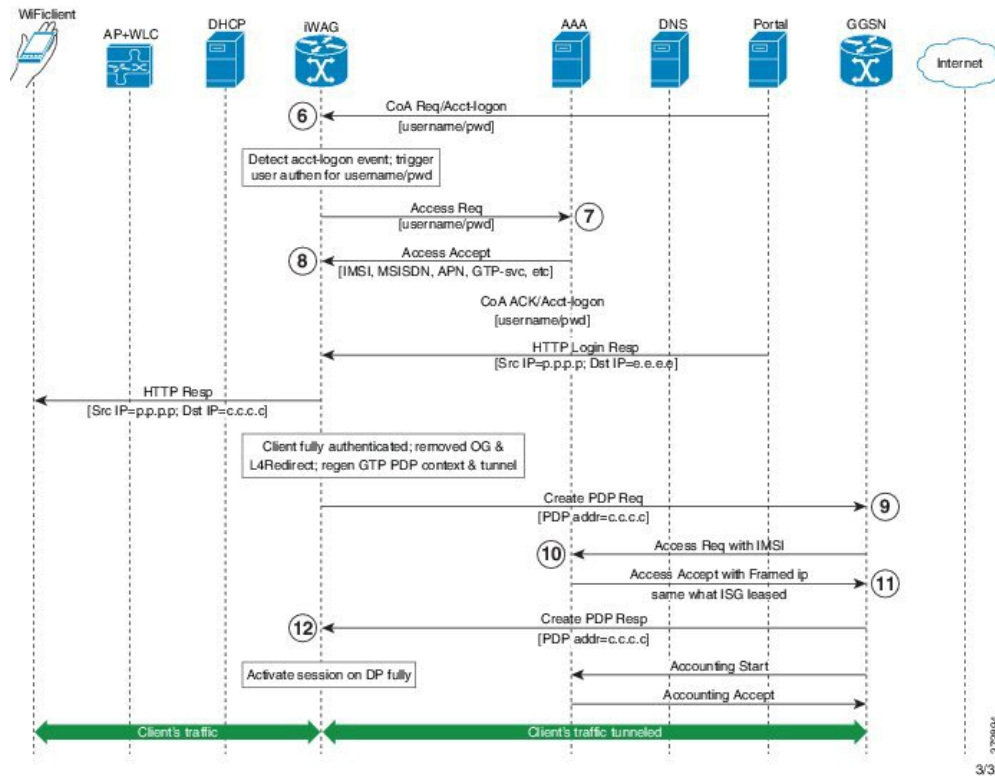 WiFiclient
AP+WLC
DHCP
iWAG
AAA
DNS
Portal
GGSN
Internet
CoA Req/Acct-logon
6
[username/pwd]
Detect acct-logon event; trigger
user authen for username/pwd
Access Req
7
[username/pwd]
Access Accept
8
[IMSI, MSISDN, APN, GTP-svc, etc]
CoA ACK/Acct-logon
[username/pwd]
HTTP Login Resp
[Src IP=p.p.p.p; Dst IP=e.e.e.e]
HTTP Resp
[Src IP=p.p.p.p; Dst IP=c.c.c.c]
Client fully authenticated; removed OG &
L4Redirect; regen GTP PDP context & tunnel
Create PDP Req
9
[PDP addr=c.c.c.c]
10
Access Req with IMSI
Access Accept with Framed ip
11
same what ISG leased
12
Create PDP Resp
[PDP addr=c.c.c.c]
Activate session on DP fully
Accounting Start
Accounting Accept
Client's traffic
Client's traffic tunneled
3/3